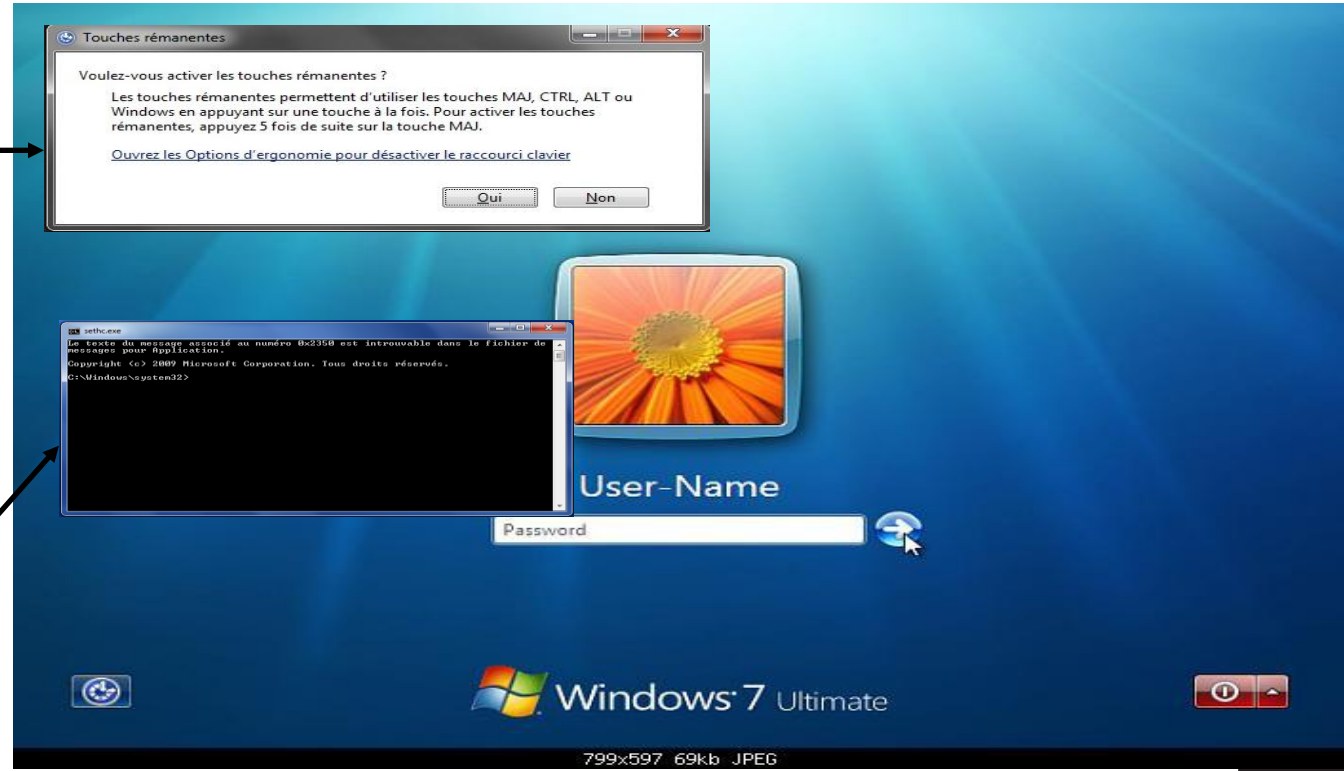 Touches rémanentes
Voulez-vous activer les touches rémanentes ?
Les touches rémanentes permettent d'utiliser les touches MAJ, CTRL, ALT ou
Windows en appuyant sur une touche à la fois. Pour activer les touches
rémanentes, appuyez 5 fois de suite sur la touche MAJ.
Ouvrez les Options d'ergonomie pour désactiver le raccourci clavier
Oui Non
sethc.exe
Le texte du message associé au numéro 0x2350 est introuvable dans le fichier de
messages pour Application.
Copyright (c) 2009 Microsoft Corporation. Tous droits réservés.
C:\Windows\system32>
User-Name
Password
Windows 7 Ultimate
799x597 69kb JPEG